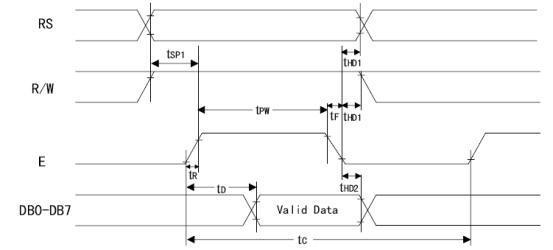 RS
tSP1
tHD1
R/W
tPW
tF
tHD1
E
tR
tD
tHD2
DB0-DB7
Valid Data
tC